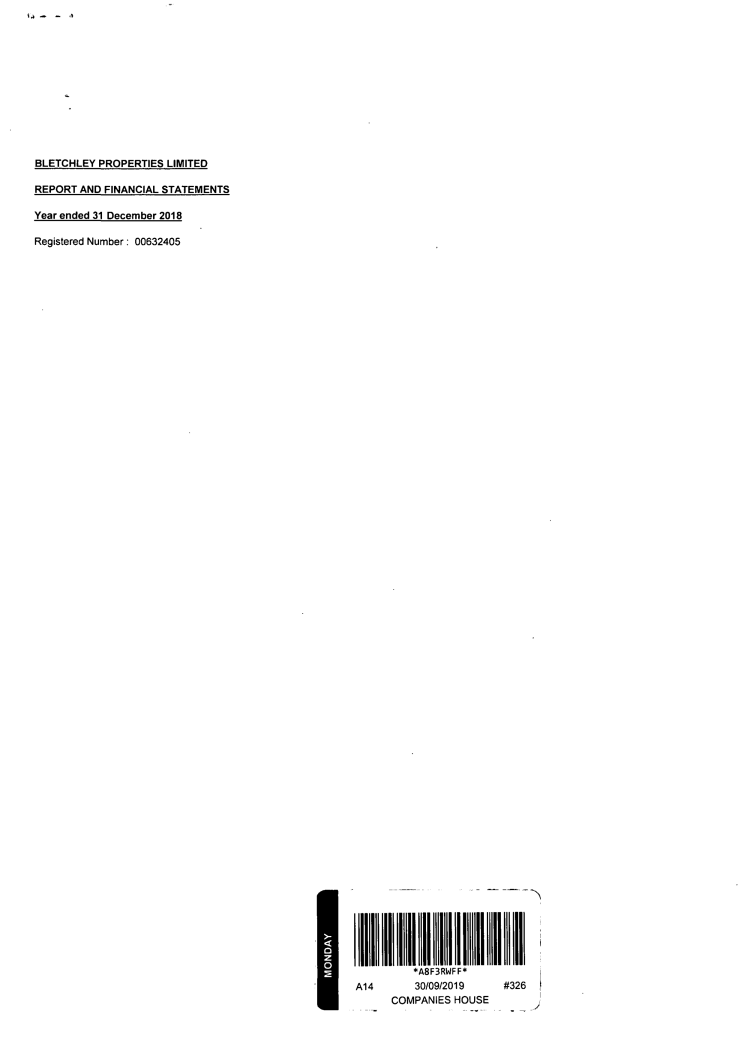 BLETCHLEY PROPERTIES LIMITED
REPORT AND FINANCIAL STATEMENTS
Year ended 31 December 2018
Registered Number : 00632405
MONDAY
*A8F3RWFF*
A14 30/09/2019 #326
COMPANIES HOUSE